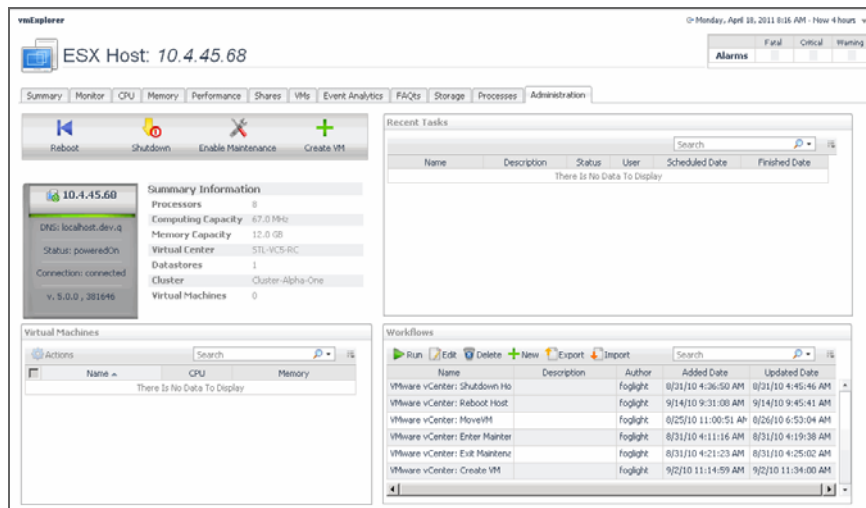 vmExplorer
Monday, April 18, 2011 8:16 AM - Now 4 hours
ESX Host: 10.4.45.68
Fatal Critical Warning
Alarms
Summary Monitor CPU Memory Performance Shares VMs Event Analytics FAQts Storage Processes Administration
Reboot Shutdown Enable Maintenance Create VM
10.4.45.68
DNS: localhost.dev.q
Status: poweredOn
Connection: connected
v. 5.0.0 , 381646
Summary Information
Processors 8
Computing Capacity 67.0 MHz
Memory Capacity 12.0 GB
Virtual Center STL-VC5-RC
Datastores 1
Cluster Cluster-Alpha-One
Virtual Machines 0
Recent Tasks
Search
Name Description Status User Scheduled Date Finished Date
There Is No Data To Display
Virtual Machines
Actions Search
Name CPU Memory
There Is No Data To Display
Workflows
Run Edit Delete New Export Import Search
Name Description Author Added Date Updated Date
VMware vCenter: Shutdown Ho foglight 8/31/10 4:36:50 AM 8/31/10 4:45:46 AM
VMware vCenter: Reboot Host foglight 9/14/10 9:31:08 AM 9/14/10 9:45:41 AM
VMware vCenter: MoveVM foglight 8/25/10 11:00:51 AM 8/26/10 6:53:04 AM
VMware vCenter: Enter Mainter foglight 8/31/10 4:11:16 AM 8/31/10 4:19:38 AM
VMware vCenter: Exit Maintena foglight 8/31/10 4:21:23 AM 8/31/10 4:25:02 AM
VMware vCenter: Create VM foglight 9/2/10 11:14:59 AM 9/2/10 11:34:00 AM